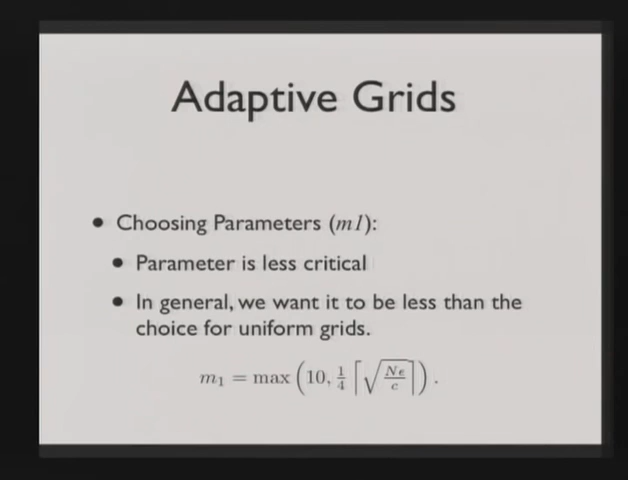 Adaptive Grids
• Choosing Parameters (m1):
• Parameter is less critical
• In general, we want it to be less than the
choice for uniform grids.
m₁ = max (10, 1/4 ⌈√(Nε/c)⌉).